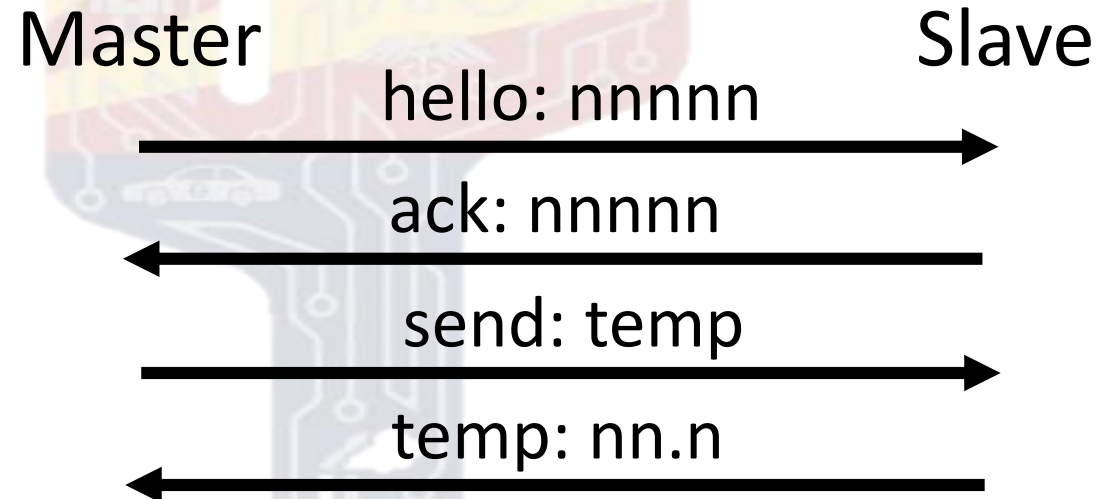 Master Slave
hello: nnnnn
ack: nnnnn
send: temp
temp: nn.n